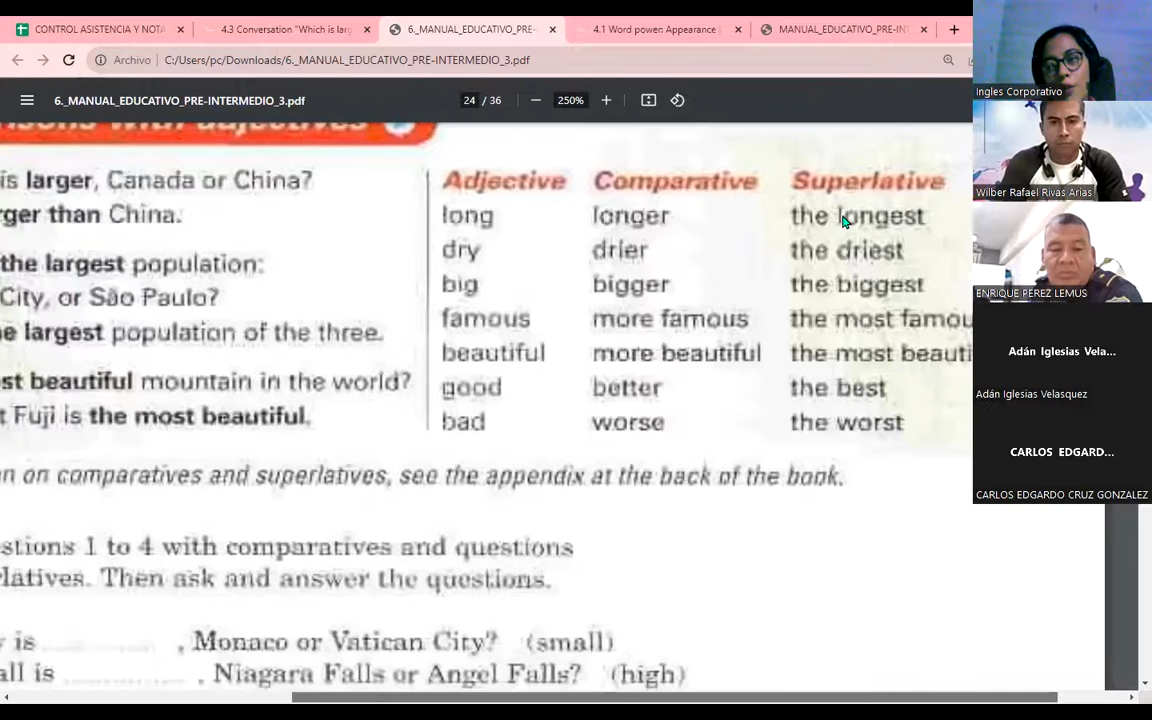 CONTROL ASISTENCIA Y NOTA
4.3 Conversation "Which is larg
6._MANUAL_EDUCATIVO_PRE-
4.1 Word power: Appearance
MANUAL_EDUCATIVO_PRE-INT
Archivo
C:/Users/pc/Downloads/6._MANUAL_EDUCATIVO_PRE-INTERMEDIO_3.pdf
6._MANUAL_EDUCATIVO_PRE-INTERMEDIO_3.pdf
24 / 36
250%
with adjectives
is larger, Canada or China?
rger than China.
the largest population:
City, or São Paulo?
e largest population of the three.
st beautiful mountain in the world?
t Fuji is the most beautiful.
Adjective Comparative Superlative
long longer the longest
dry drier the driest
big bigger the biggest
famous more famous the most famou
beautiful more beautiful the most beauti
good better the best
bad worse the worst
n on comparatives and superlatives, see the appendix at the back of the book.
estions 1 to 4 with comparatives and questions
rlatives. Then ask and answer the questions.
y is ............ , Monaco or Vatican City? (small)
all is ............ , Niagara Falls or Angel Falls? (high)
Ingles Corporativo
Wilber Rafael Rivas Arias
ENRIQUE PEREZ LEMUS
Adán Iglesias Vela...
Adán Iglesias Velasquez
CARLOS EDGARD...
CARLOS EDGARDO CRUZ GONZALEZ